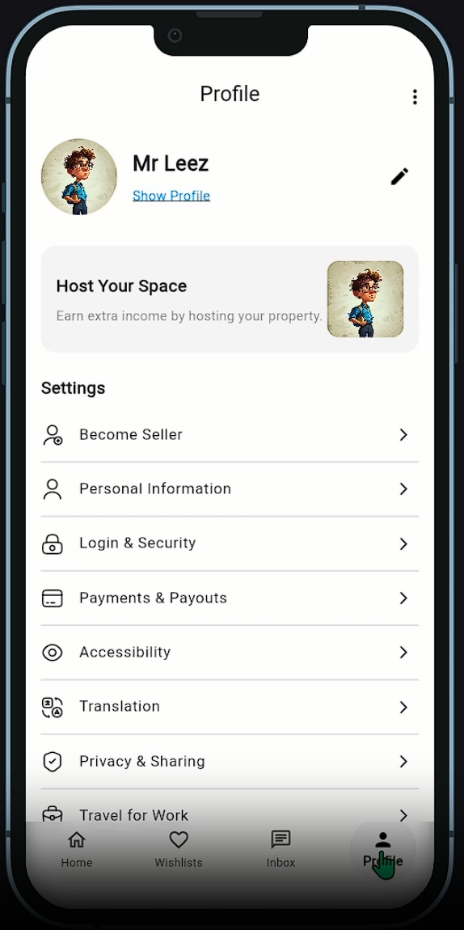 Profile
Mr Leez
Show Profile
Host Your Space
Earn extra income by hosting your property.
Settings
Become Seller
Personal Information
Login & Security
Payments & Payouts
Accessibility
Translation
Privacy & Sharing
Travel for Work
Home Wishlists Inbox Profile